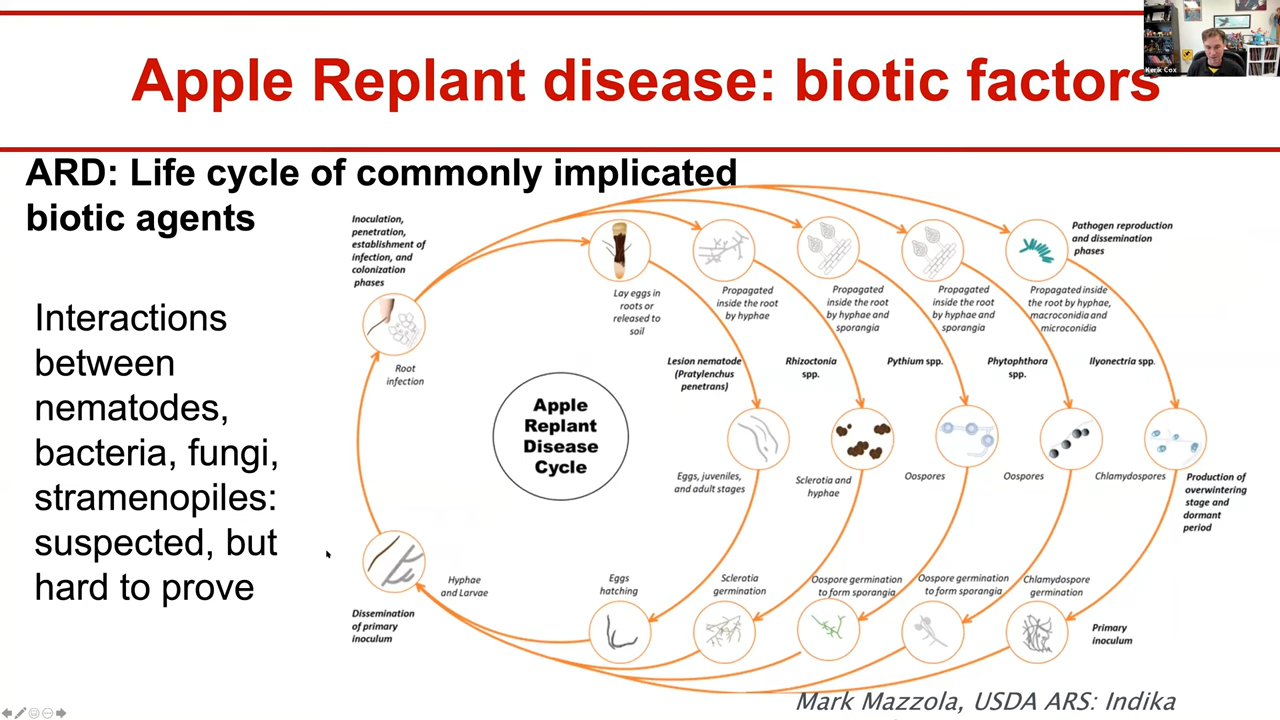 Apple Replant disease: biotic factors
Kerik Cox
ARD: Life cycle of commonly implicated
biotic agents
Interactions
between
nematodes,
bacteria, fungi,
stramenopiles:
suspected, but
hard to prove
Inoculation,
penetration,
establishment of
infection, and
colonization
phases
Root
infection
Lay eggs in
roots or
released to
soil
Propagated
inside the root
by hyphae
Propagated
inside the root
by hyphae and
sporangia
Propagated
inside the root
by hyphae and
sporangia
Propagated inside
the root by hyphae,
macroconidia and
microconidia
Pathogen reproduction
and dissemination
phases
Lesion nematode
(Pratylenchus
penetrans)
Rhizoctonia
spp.
Pythium spp.
Phytophthora
spp.
Ilyonectria spp.
Apple
Replant
Disease
Cycle
Eggs, juveniles,
and adult stages
Sclerotia and
hyphae
Oospores
Oospores
Chlamydospores
Production of
overwintering
stage and
dormant
period
Hyphae
and Larvae
Eggs
hatching
Sclerotia
germination
Oospore germination
to form sporangia
Oospore germination
to form sporangia
Chlamydospore
germination
Dissemination
of primary
inoculum
Primary
inoculum
Mark Mazzola, USDA ARS: Indika